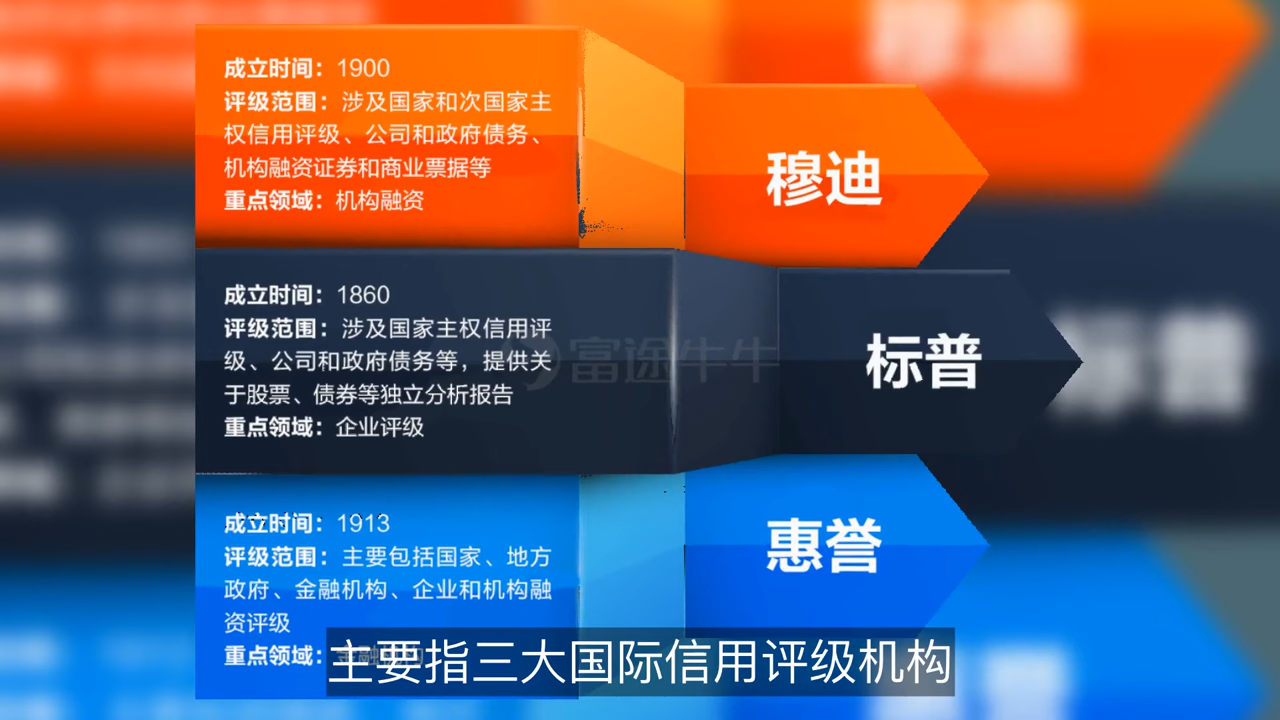 成立时间：1900
评级范围：涉及国家和次国家主
权信用评级、公司和政府债务、
机构融资证券和商业票据等
重点领域：机构融资
穆迪
成立时间：1860
评级范围：涉及国家主权信用评
级、公司和政府债务等，提供关
于股票、债券等独立分析报告
重点领域：企业评级
富途牛牛
标普
成立时间：1913
评级范围：主要包括国家、地方
政府、金融机构、企业和机构融
资评级
重点领域：
惠誉
主要指三大国际信用评级机构